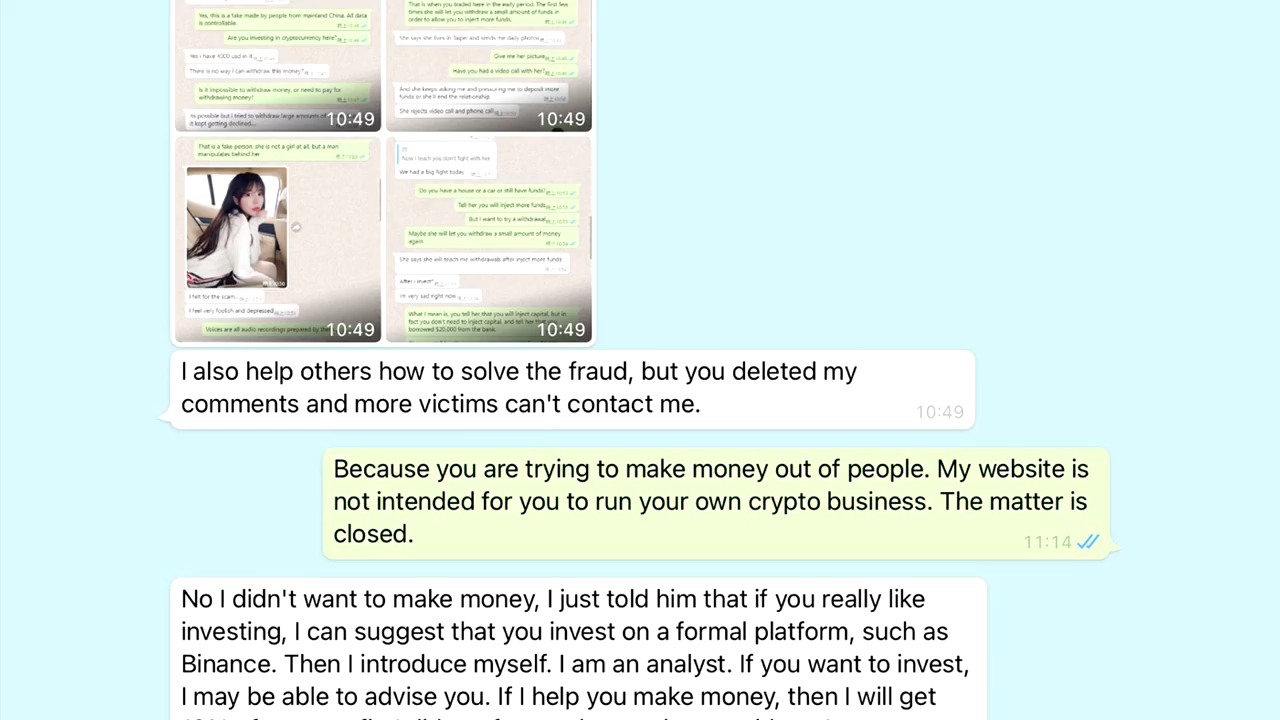 Yes, this is a fake made by people from mainland China. All data
is controllable.
Are you investing in cryptocurrency here?
Yes i have 4000 usd in it
There is no way I can withdraw this money?
Is it impossible to withdraw money, or need to pay for
withdrawing money?
Its possible but i tried to withdraw large amounts of
it kept getting declined...
10:49
That is when you traded here in the early period. The first few
times she will let you withdraw a small amount of funds in
order to allow you to inject more funds.
She says she lives in Taipei and sends me daily photos
Give me her picture
Have you had a video call with her?
And she keeps asking me and pressuring me to deposit more
funds or she'll end the relationship
She rejects video call and phone call
10:49
That is a fake person, she is not a girl at all, but a man
manipulates behind her
I fell for the scam..
I feel very foolish and depressed
Voices are all audio recordings prepared by
10:49
Now I teach you don't fight with her
We had a big fight today
Do you have a house or a car or still have funds?
Tell her you will inject more funds
But I want to try a withdrawal
Maybe she will let you withdraw a small amount of money
again
She says she will teach me withdrawals after inject more funds
After I inject"
I'm very sad right now
What I mean is, you tell her that you will inject capital, but in
fact you don't need to inject capital, and tell her that you
borrowed $20,000 from the bank.
10:49
I also help others how to solve the fraud, but you deleted my
comments and more victims can't contact me.
10:49
Because you are trying to make money out of people. My website is
not intended for you to run your own crypto business. The matter is
closed.
11:14
No I didn't want to make money, I just told him that if you really like
investing, I can suggest that you invest on a formal platform, such as
Binance. Then I introduce myself. I am an analyst. If you want to invest,
I may be able to advise you. If I help you make money, then I will get